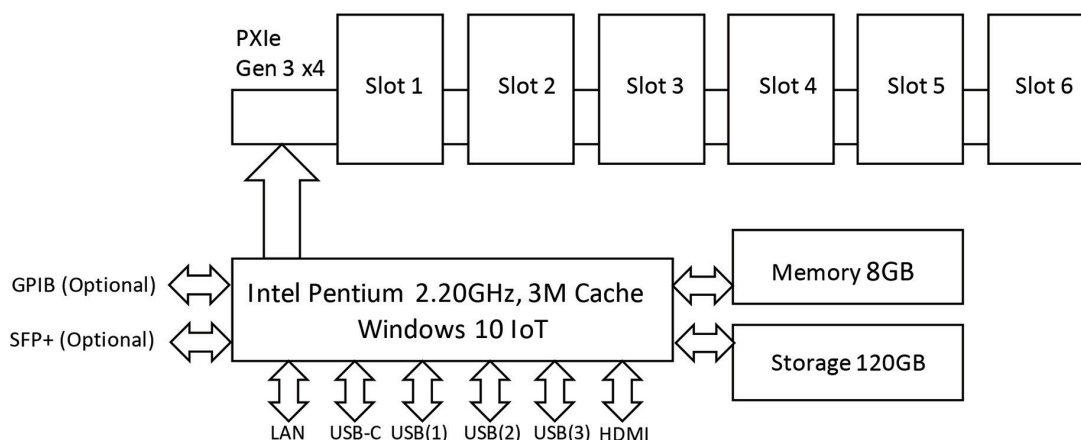 PXIe
Gen 3 x4
Slot 1
Slot 2
Slot 3
Slot 4
Slot 5
Slot 6
GPIB (Optional)
SFP+ (Optional)
Intel Pentium 2.20GHz, 3M Cache
Windows 10 IoT
Memory 8GB
Storage 120GB
LAN
USB-C
USB(1)
USB(2)
USB(3)
HDMI